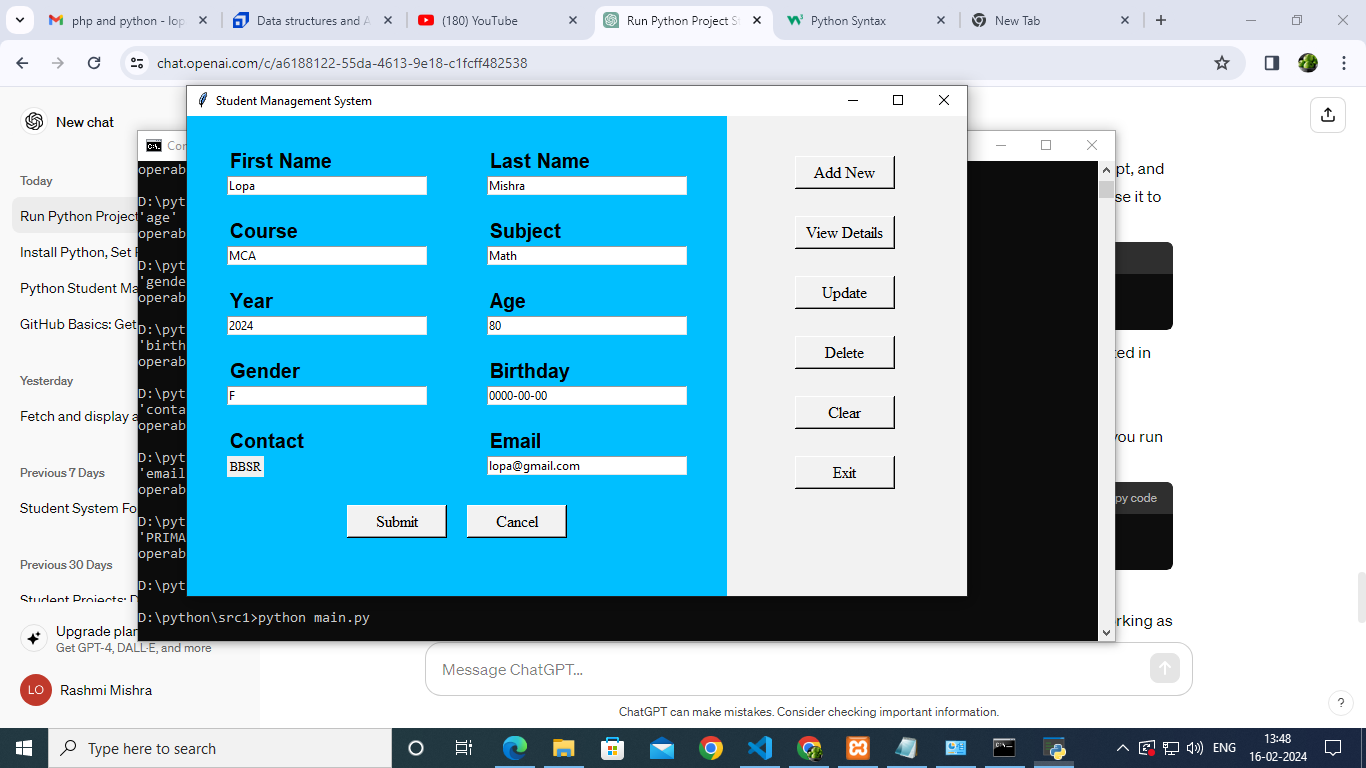 php and python - lop
Data structures and A
(180) YouTube
Run Python Project S
Python Syntax
New Tab
chat.openai.com/c/a6188122-55da-4613-9e18-c1fcff482538
New chat
Today
Run Python Project
Install Python, Set
Python Student Ma
GitHub Basics: Get
Yesterday
Fetch and display a
Previous 7 Days
Student System Fo
Previous 30 Days
Student Projects: D
Upgrade plan
Get GPT-4, DALL·E, and more
LO
Rashmi Mishra
Student Management System
First Name
Last Name
Lopa
Mishra
Course
Subject
MCA
Math
Year
Age
2024
80
Gender
Birthday
F
0000-00-00
Contact
Email
BBSR
lopa@gmail.com
Submit
Cancel
Add New
View Details
Update
Delete
Clear
Exit
Co
operab
D:\pyt
'age'
operab
D:\pyt
'gende
operab
D:\pyt
'birth
operab
D:\pyt
'conta
operab
D:\pyt
'email
operab
D:\pyt
'PRIMA
operab
D:\pyt
D:\python\src1>python main.py
pt, and
se it to
ted in
you run
py code
rking as
Message ChatGPT...
ChatGPT can make mistakes. Consider checking important information.
?
Type here to search
ENG
13:48
16-02-2024